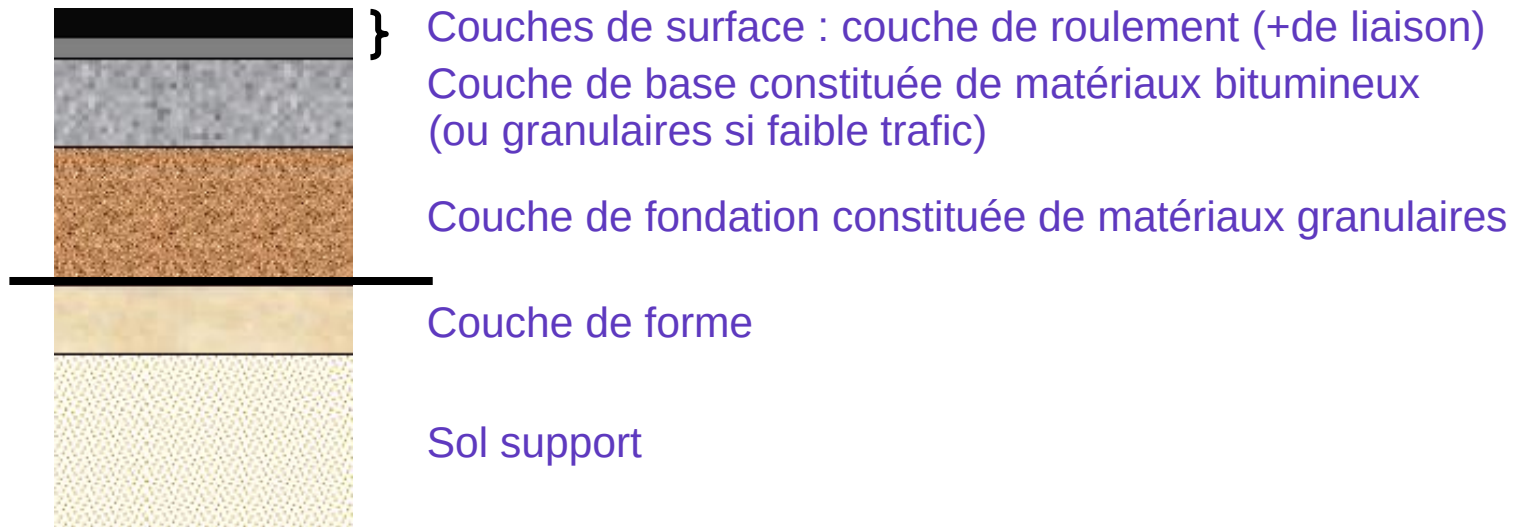 Couches de surface : couche de roulement (+de liaison)
Couche de base constituée de matériaux bitumineux
(ou granulaires si faible trafic)
Couche de fondation constituée de matériaux granulaires
Couche de forme
Sol support